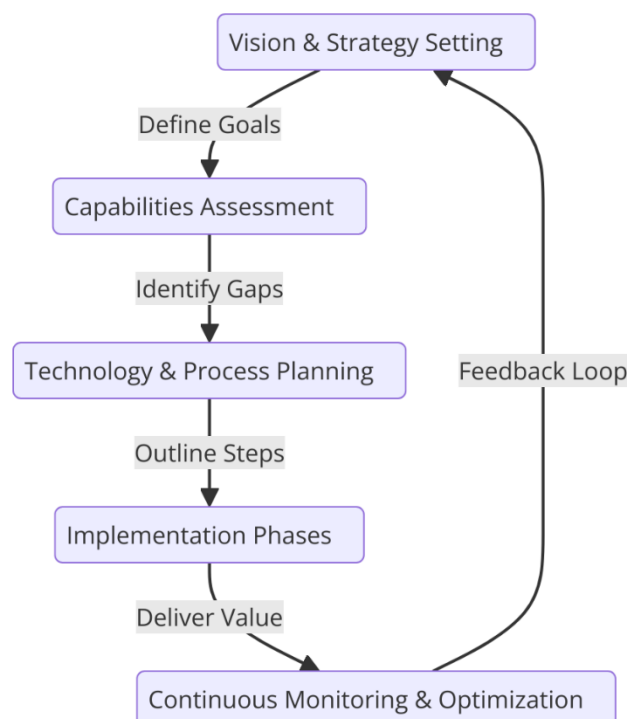 Vision & Strategy Setting
Define Goals
Capabilities Assessment
Identify Gaps
Technology & Process Planning
Feedback Loop
Outline Steps
Implementation Phases
Deliver Value
Continuous Monitoring & Optimization